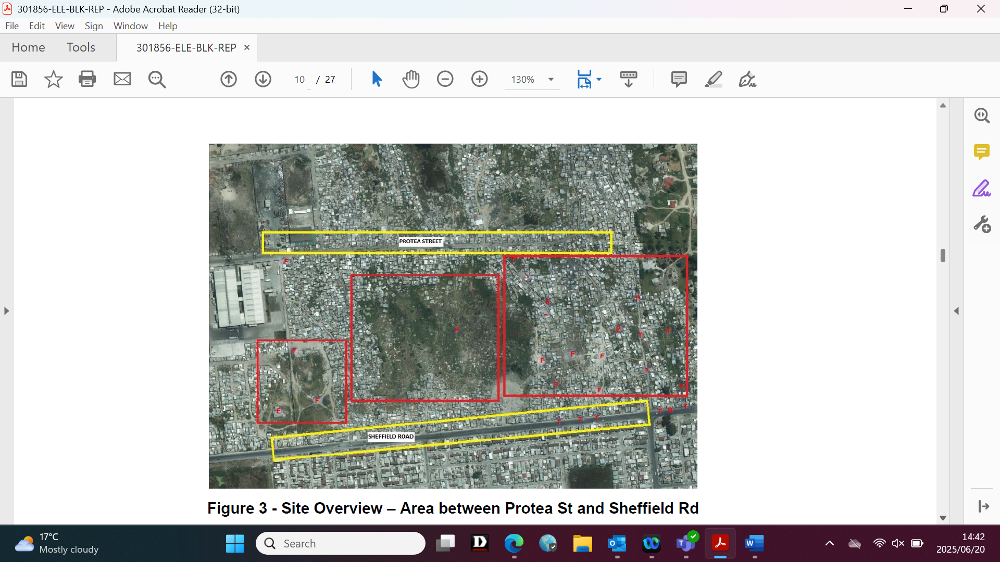 301856-ELE-BLK-REP - Adobe Acrobat Reader (32-bit)
File Edit View Sign Window Help
Home Tools 301856-ELE-BLK-REP ×
10 / 27 130%
PROTEA STREET
F
F
F
E
F
F
F
T
T
T
SHEFFIELD ROAD
Figure 3 - Site Overview – Area between Protea St and Sheffield Rd
17°C
Mostly cloudy
Search
14:42
2025/06/20